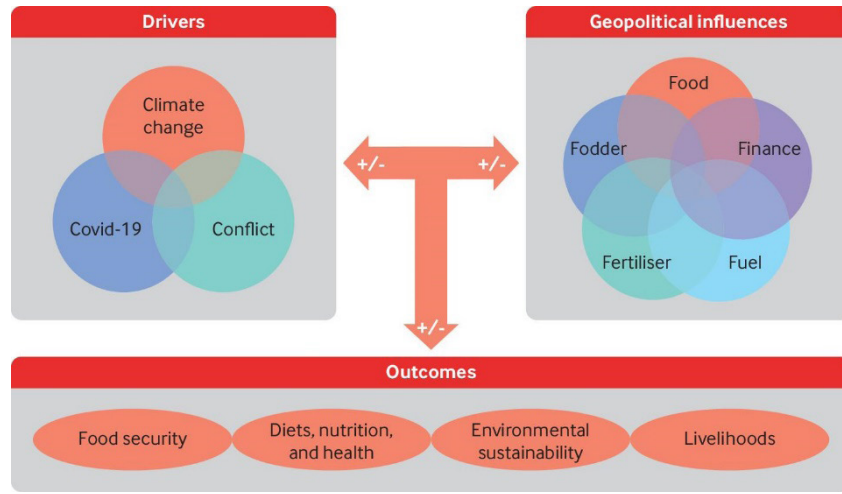 Drivers
Climate
change
Covid-19
Conflict
+/-
+/-
+/-
Geopolitical influences
Food
Fodder
Finance
Fertiliser
Fuel
Outcomes
Food security
Diets, nutrition,
and health
Environmental
sustainability
Livelihoods